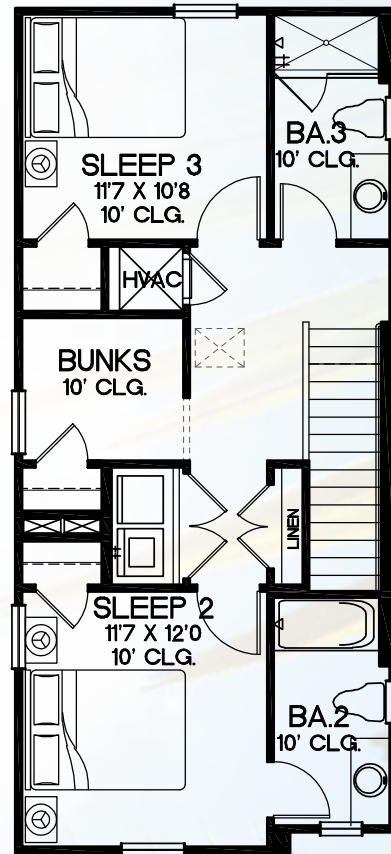 SLEEP 3
11'7 X 10'8
10' CLG.
BA.3
10' CLG.
HVAC
BUNKS
10' CLG.
LINEN
SLEEP 2
11'7 X 12'0
10' CLG.
BA.2
10' CLG.